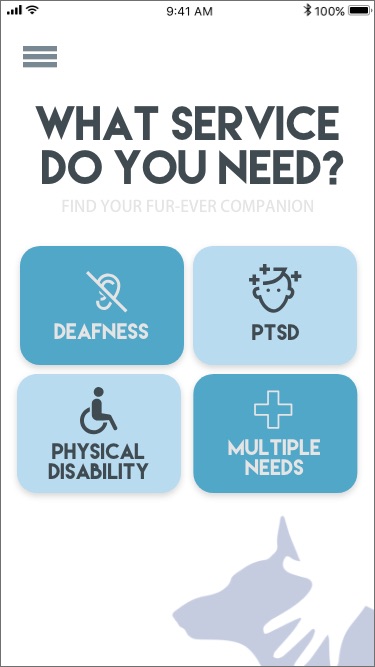 9:41 AM 100%
WHAT SERVICE
DO YOU NEED?
FIND YOUR FUR-EVER COMPANION
DEAFNESS
PTSD
PHYSICAL
DISABILITY
MULTIPLE
NEEDS